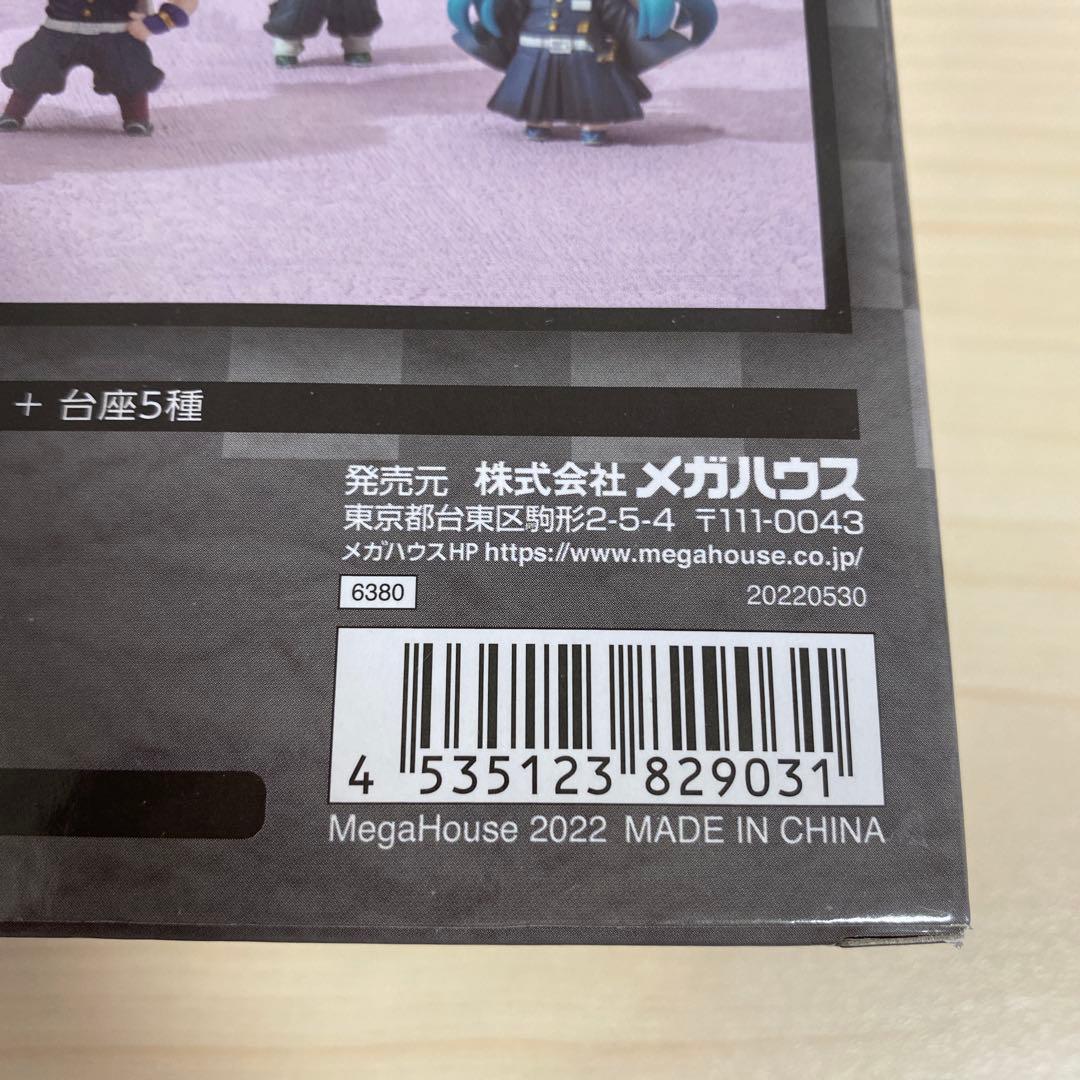 + 台座5種
発売元 株式会社 メガハウス
東京都台東区駒形2-5-4 〒111-0043
メガハウスHP https://www.megahouse.co.jp/
6380
20220530
4 535123 829031
MegaHouse 2022 MADE IN CHINA